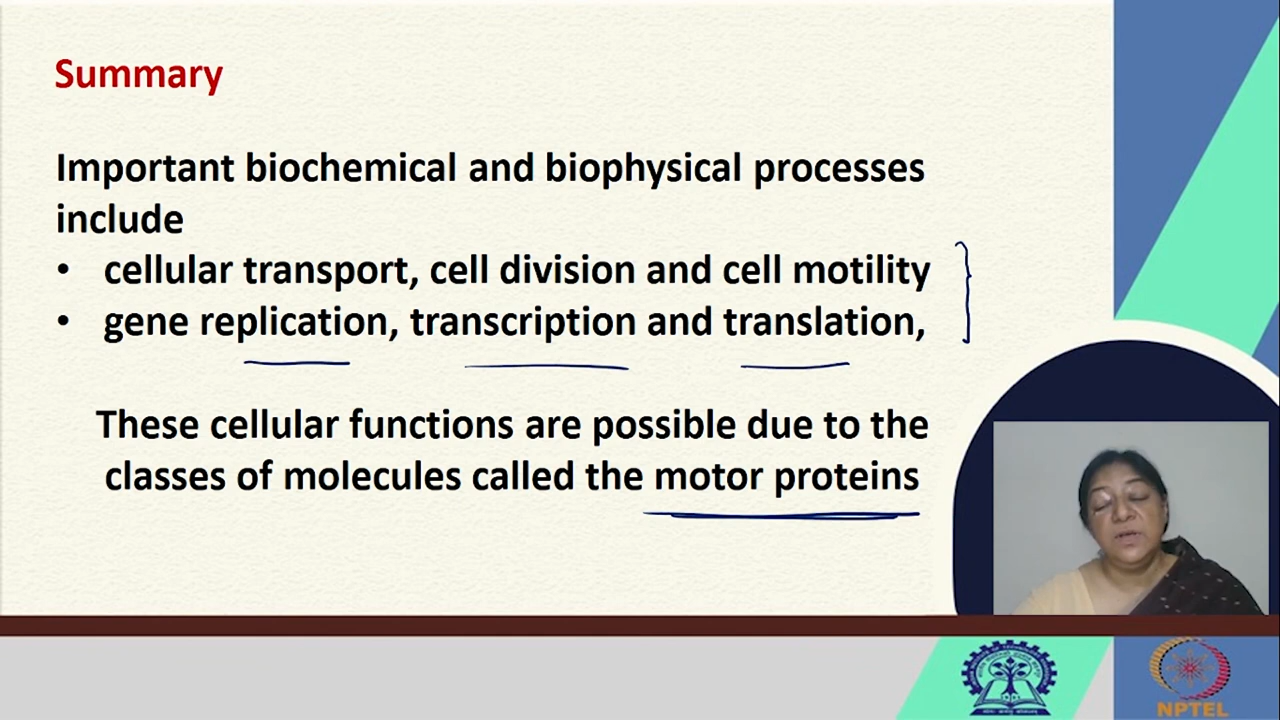 Summary
Important biochemical and biophysical processes
include
• cellular transport, cell division and cell motility
• gene replication, transcription and translation,
These cellular functions are possible due to the
classes of molecules called the motor proteins
NPTEL